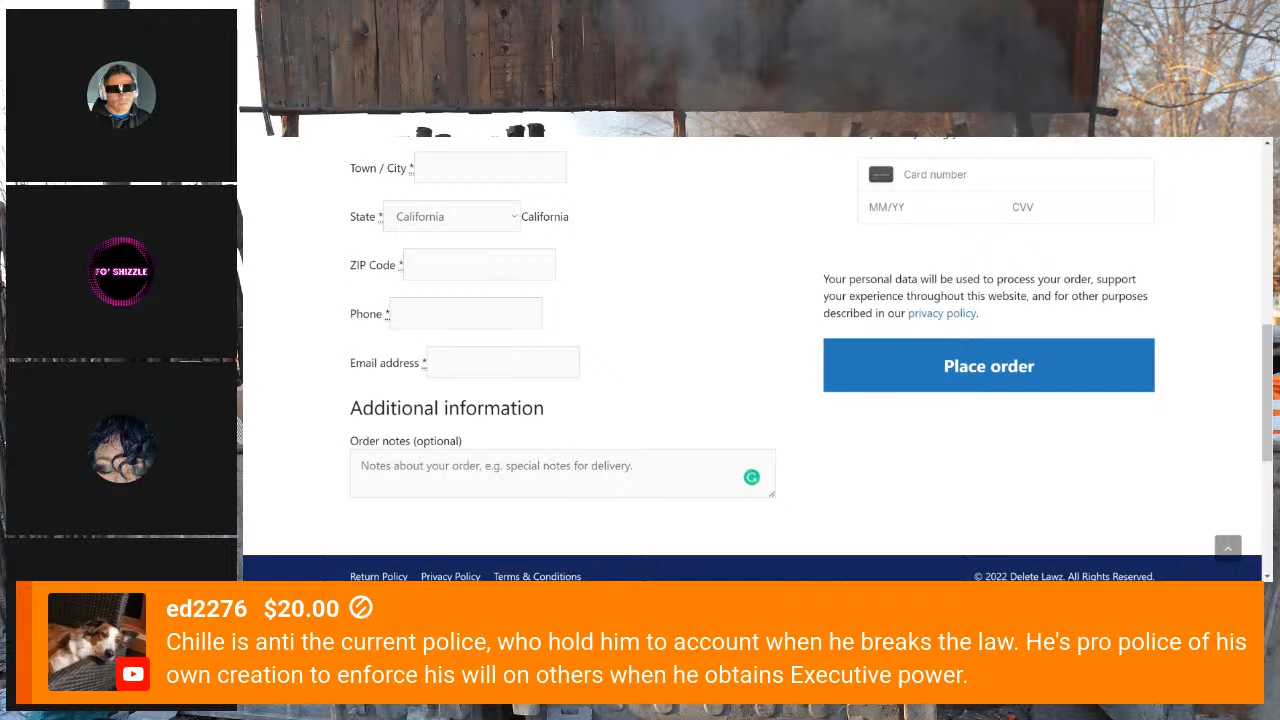 FO' SHIZZLE
Town / City *
State * California California
ZIP Code *
Phone *
Email address *
Additional information
Order notes (optional)
Notes about your order, e.g. special notes for delivery.
Card number
MM/YY CVV
Your personal data will be used to process your order, support
your experience throughout this website, and for other purposes
described in our privacy policy.
Place order
Return Policy Privacy Policy Terms & Conditions
© 2022 Delete Lawz. All Rights Reserved.
ed2276 $20.00
Chille is anti the current police, who hold him to account when he breaks the law. He's pro police of his
own creation to enforce his will on others when he obtains Executive power.